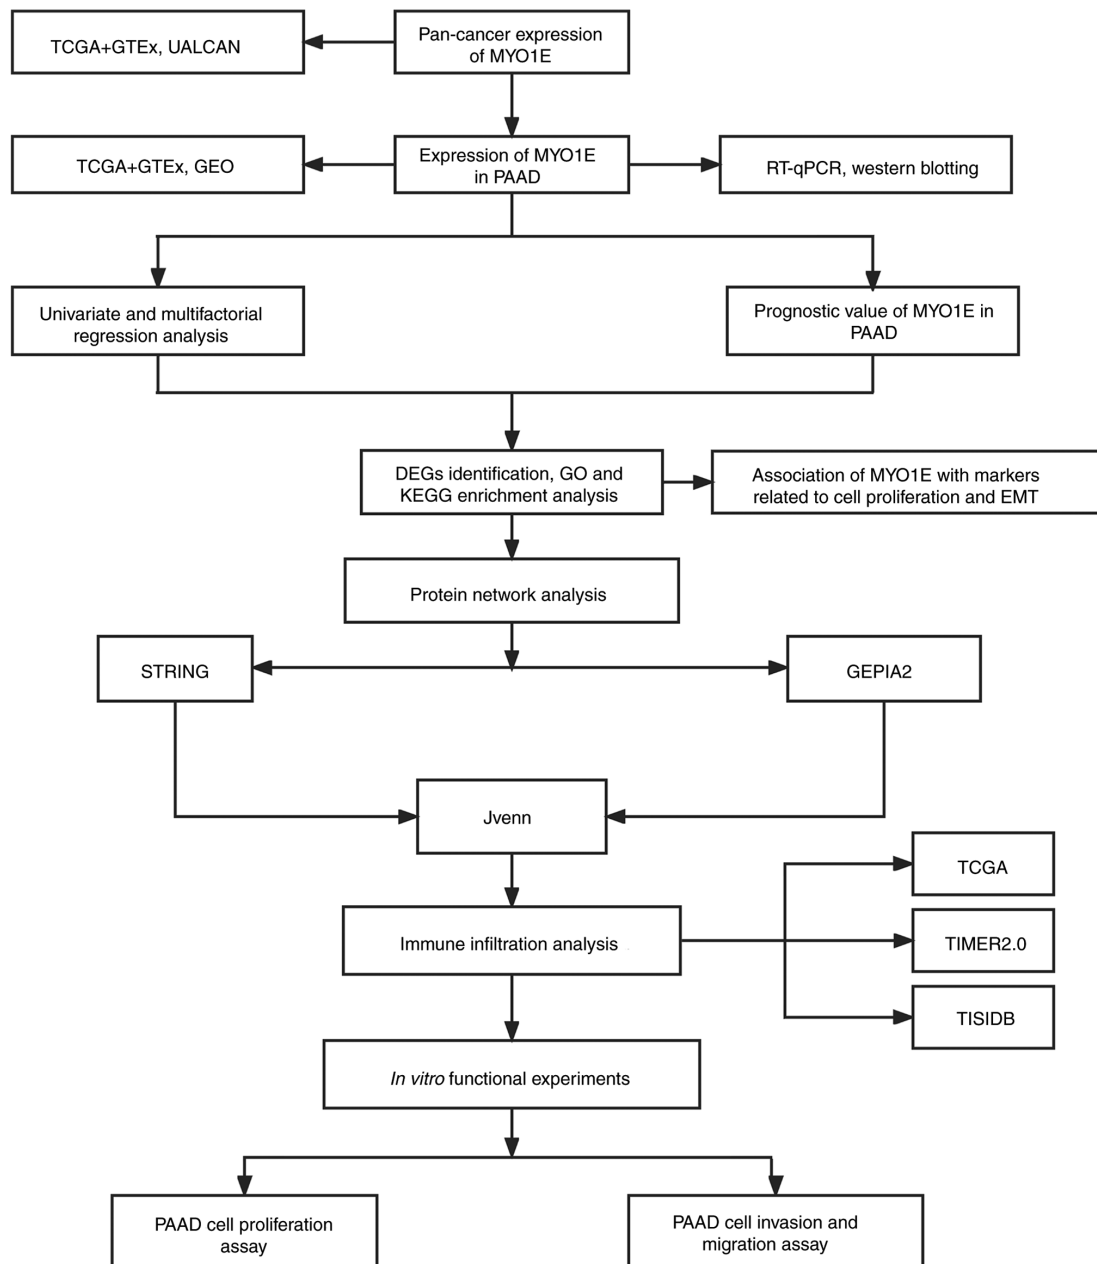 TCGA+GTEx, UALCAN
Pan-cancer expression
of MYO1E
TCGA+GTEx, GEO
Expression of MYO1E
in PAAD
RT-qPCR, western blotting
Univariate and multifactorial
regression analysis
Prognostic value of MYO1E in
PAAD
DEGs identification, GO and
KEGG enrichment analysis
Association of MYO1E with markers
related to cell proliferation and EMT
Protein network analysis
STRING
GEPIA2
Jvenn
TCGA
Immune infiltration analysis
TIMER2.0
TISIDB
In vitro functional experiments
PAAD cell proliferation
assay
PAAD cell invasion and
migration assay